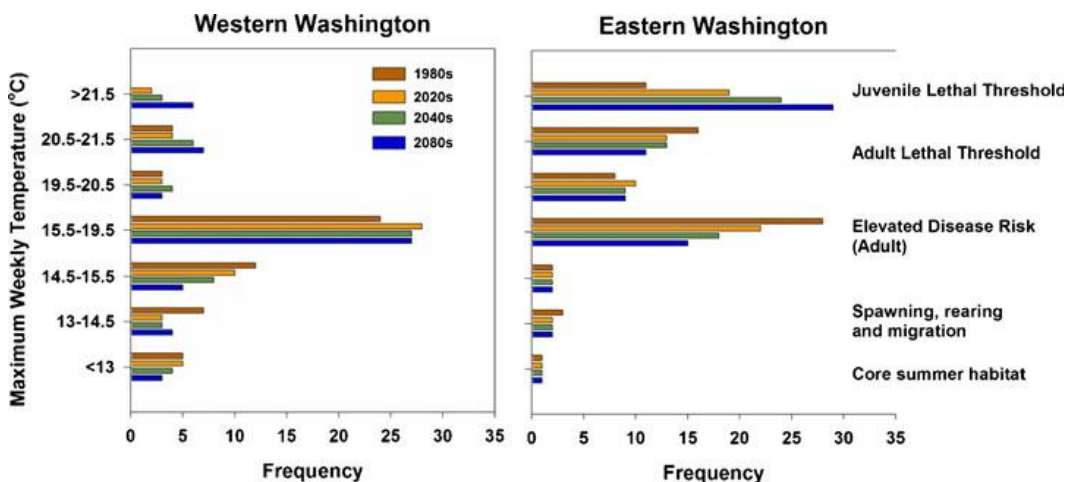 Western Washington
Eastern Washington
Maximum Weekly Temperature (°C)
>21.5
20.5-21.5
19.5-20.5
15.5-19.5
14.5-15.5
13-14.5
<13
1980s
2020s
2040s
2080s
0 5 10 15 20 25 30 35
Frequency
0 5 10 15 20 25 30 35
Frequency
Juvenile Lethal Threshold
Adult Lethal Threshold
Elevated Disease Risk
(Adult)
Spawning, rearing
and migration
Core summer habitat